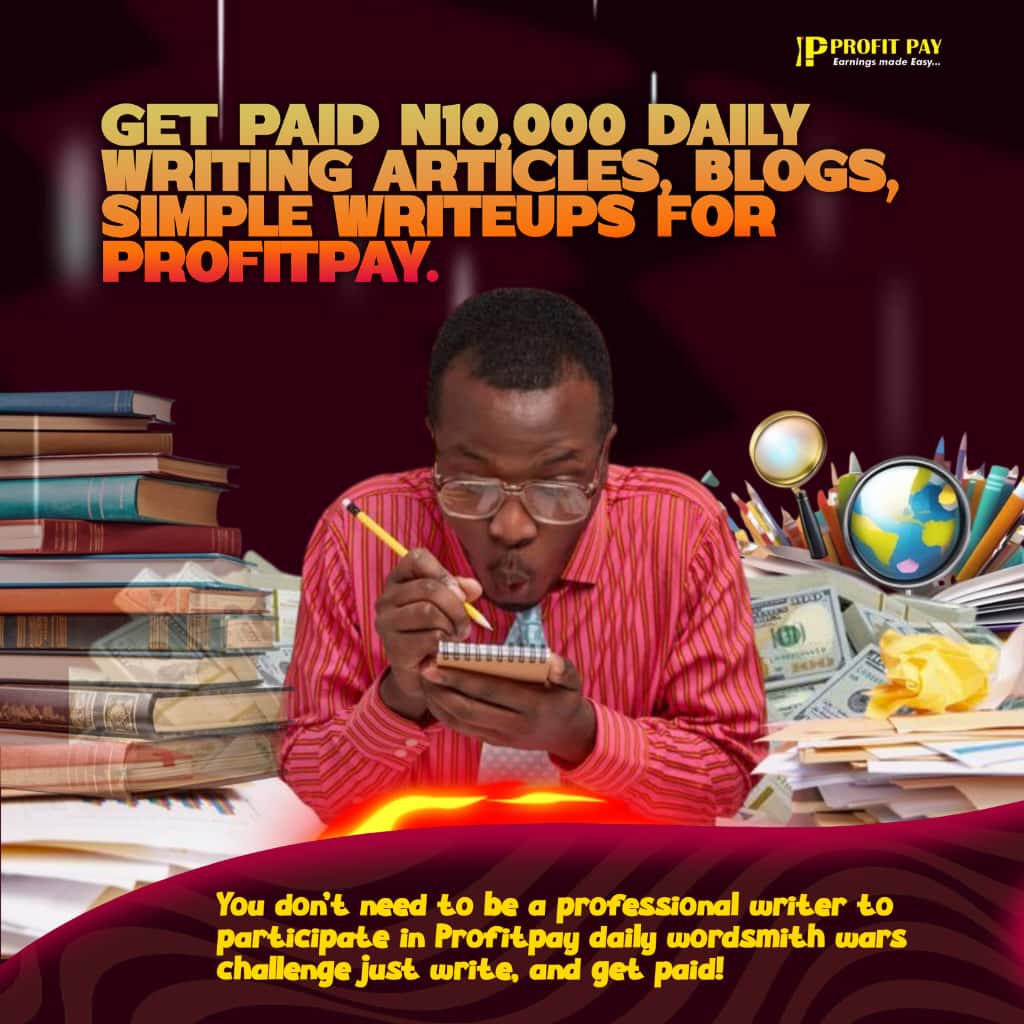 PROFIT PAY
Earnings made Easy...
GET PAID N10,000 DAILY
WRITING ARTICLES, BLOGS,
SIMPLE WRITEUPS FOR
PROFITPAY.
You don't need to be a professional writer to
participate in Profitpay daily wordsmith wars
challenge just write, and get paid!